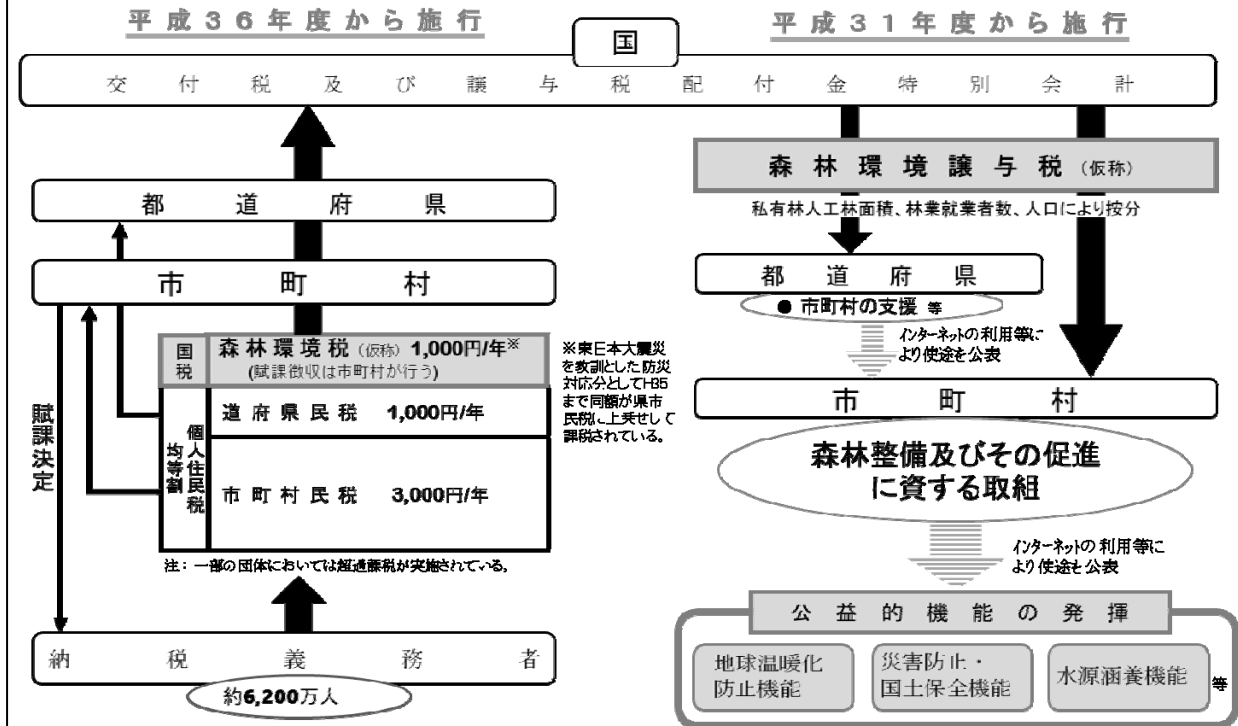 平成36年度から施行
平成31年度から施行
国
交付税及び譲与税配付金特別会計
都道府県
市町村
国税
森林環境税(仮称) 1,000円/年※
(賦課徴収は市町村が行う)
個人住民税
均等割
道府県民税 1,000円/年
市町村民税 3,000円/年
※東日本大震災
を教訓とした防災
対応分としてH35
まで同額が県市
民税に上乗せして
課税されている。
注：一部の団体においては超過課税が実施されている。
賦課決定
納税義務者
約6,200万人
森林環境譲与税(仮称)
私有林人工林面積、林業就業者数、人口により按分
都道府県
● 市町村の支援 等
インターネットの利用等に
より使途を公表
市町村
森林整備及びその促進
に資する取組
インターネットの利用等に
より使途を公表
公益的機能の発揮
地球温暖化
防止機能
災害防止・
国土保全機能
水源涵養機能
等